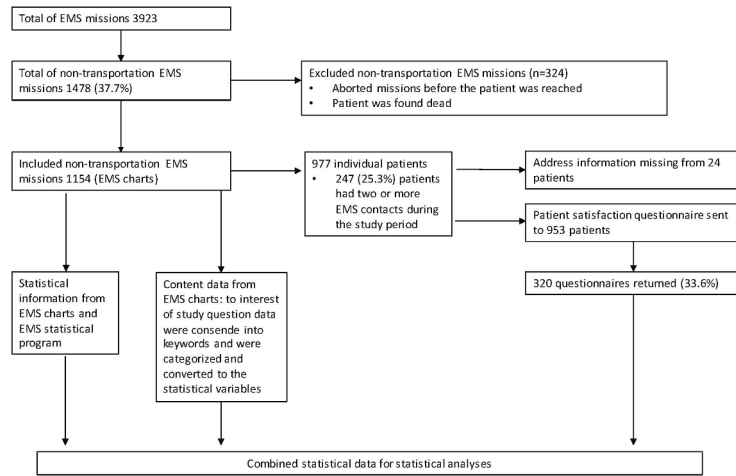 Total of EMS missions 3923
Total of non-transportation EMS
missions 1478 (37.7%)
Excluded non-transportation EMS missions (n=324)
• Aborted missions before the patient was reached
• Patient was found dead
Included non-transportation EMS
missions 1154 (EMS charts)
977 individual patients
• 247 (25.3%) patients
had two or more
EMS contacts during
the study period
Address information missing from 24
patients
Patient satisfaction questionnaire sent
to 953 patients
Statistical
information from
EMS charts and
EMS statistical
program
Content data from
EMS charts: to interest
of study question data
were consende into
keywords and were
categorized and
converted to the
statistical variables
320 questionnaires returned (33.6%)
Combined statistical data for statistical analyses